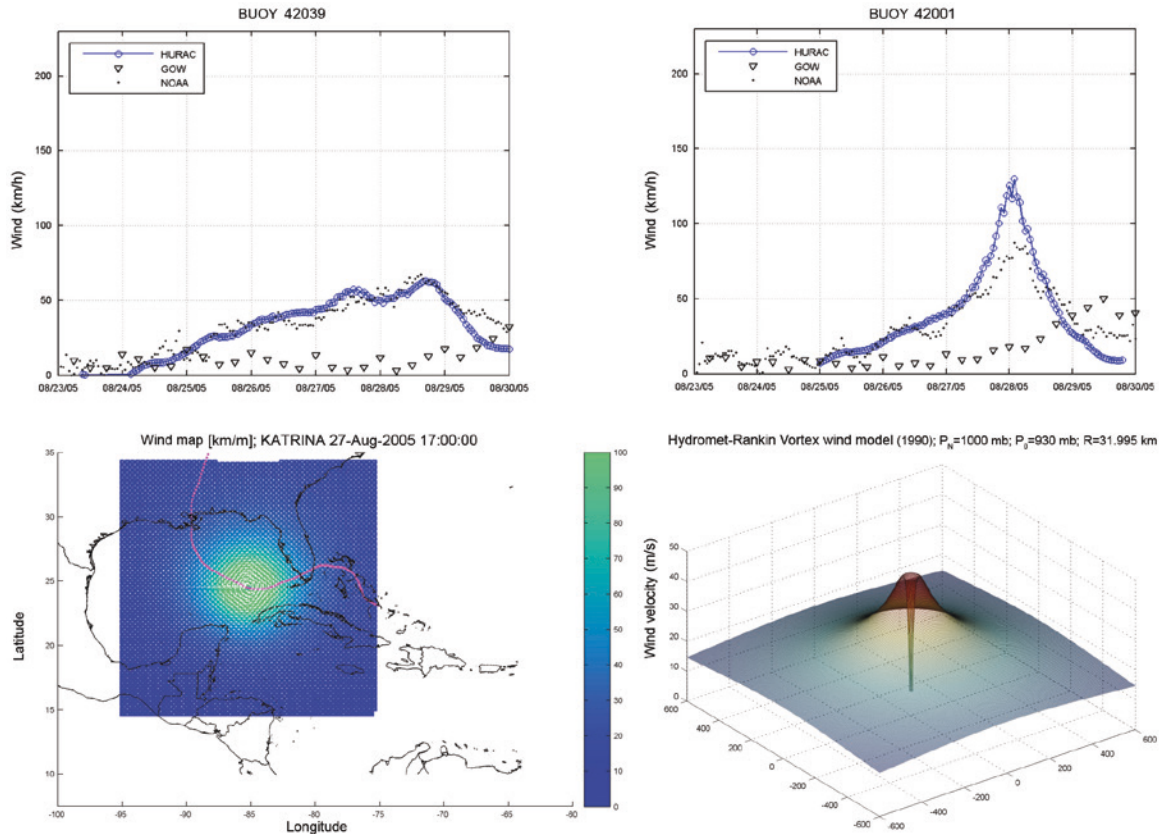 BUOY 42039
HURAC
GOW
NOAA
Wind (km/h)
200
150
100
50
0
08/23/05 08/24/05 08/25/05 08/26/05 08/27/05 08/28/05 08/29/05 08/30/05
BUOY 42001
HURAC
GOW
NOAA
Wind (km/h)
200
150
100
50
0
08/23/05 08/24/05 08/25/05 08/26/05 08/27/05 08/28/05 08/29/05 08/30/05
Wind map [km/m]; KATRINA 27-Aug-2005 17:00:00
Latitude
35
30
25
20
15
10
-100 -95 -90 -85 -80 -75 -70 -65 -60
Longitude
100
90
80
70
60
50
40
30
20
10
0
Hydromet-Rankin Vortex wind model (1990); P_N=1000 mb; P_0=930 mb; R=31.995 km
Wind velocity (m/s)
50
40
30
20
10
0
600
400
200
0
-200
-400
-600
-600
-400
-200
0
200
400
600